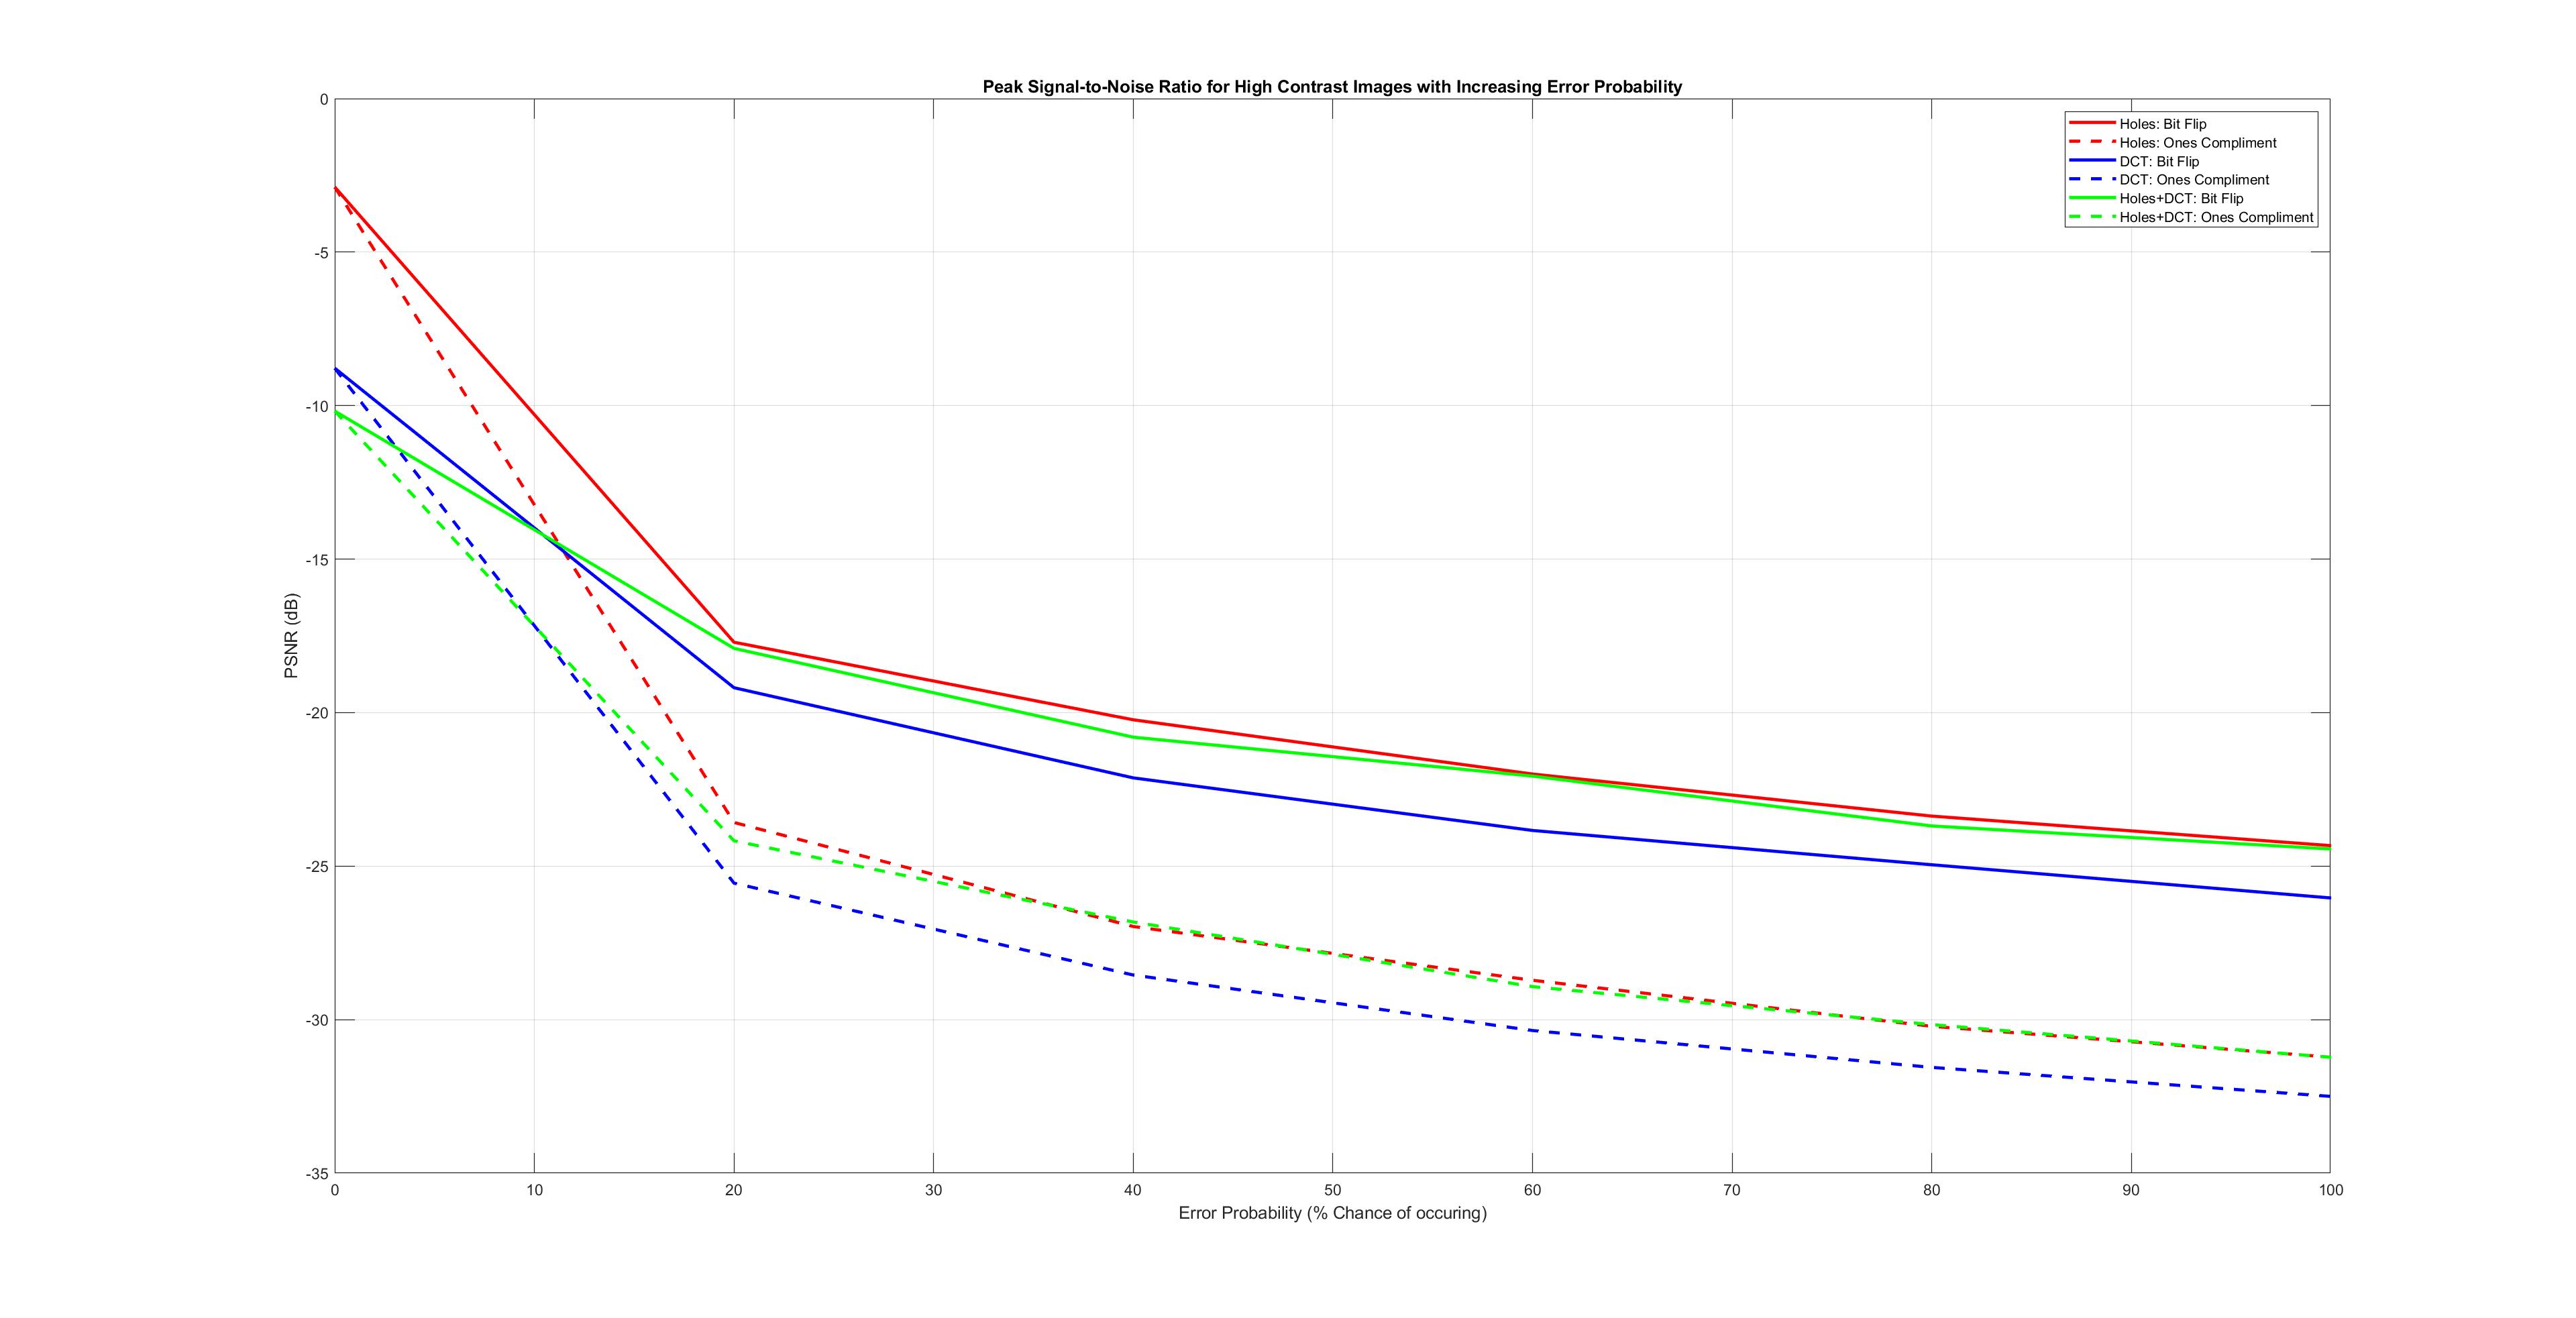 Peak Signal-to-Noise Ratio for High Contrast Images with Increasing Error Probability
Holes: Bit Flip
Holes: Ones Compliment
DCT: Bit Flip
DCT: Ones Compliment
Holes+DCT: Bit Flip
Holes+DCT: Ones Compliment
PSNR (dB)
0
-5
-10
-15
-20
-25
-30
-35
0 10 20 30 40 50 60 70 80 90 100
Error Probability (% Chance of occuring)